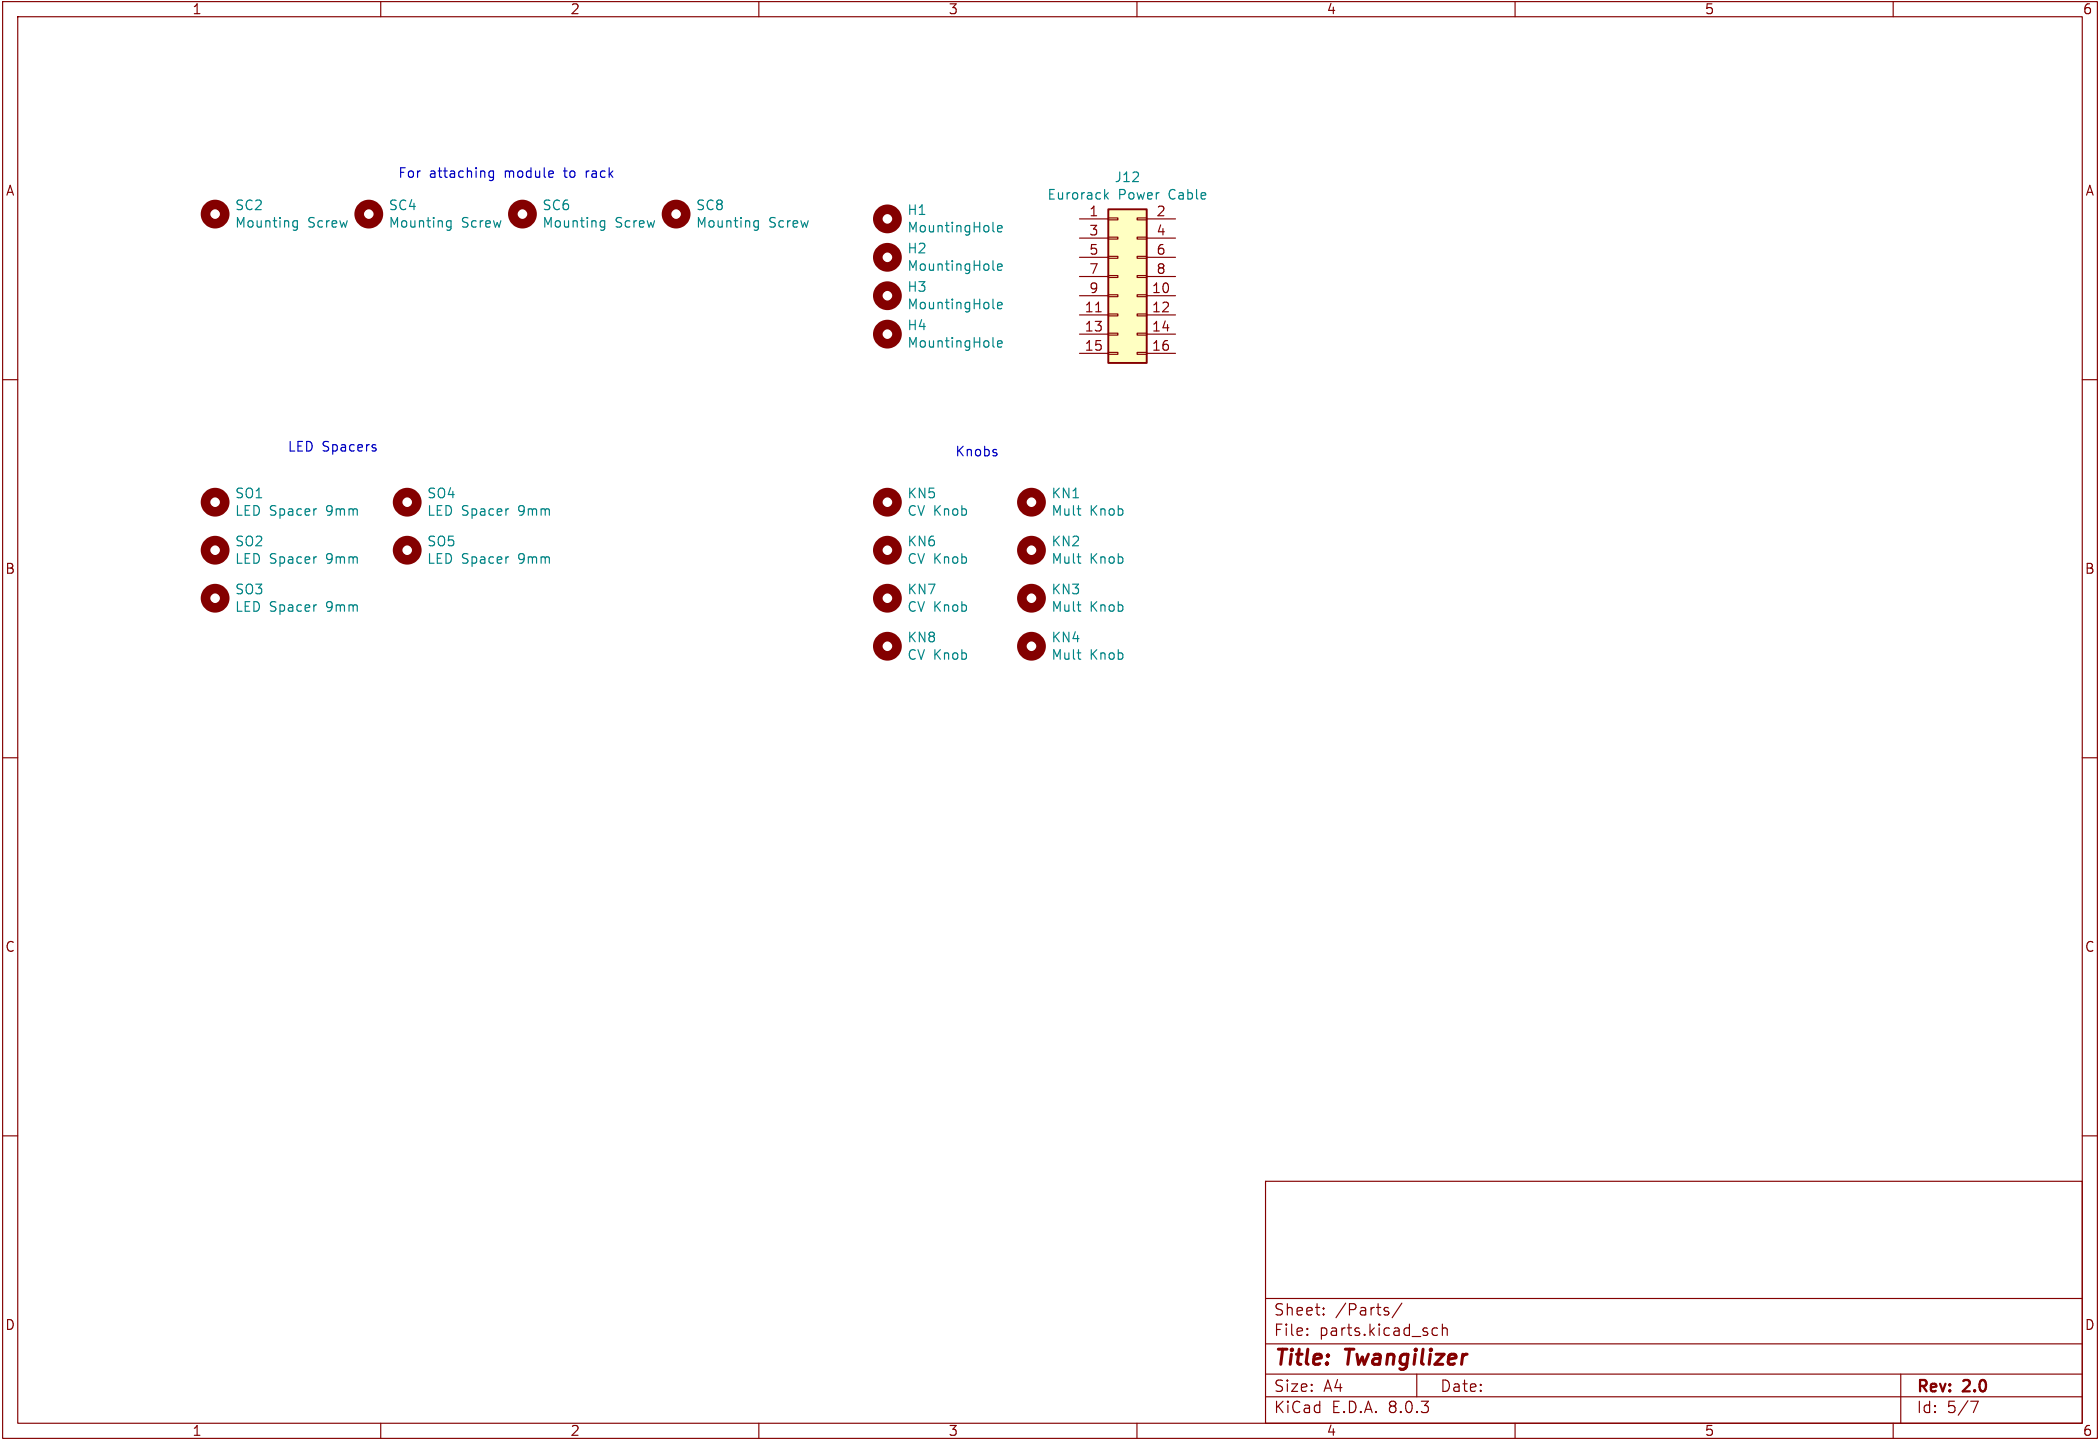 1 2 3 4 5 6
For attaching module to rack
A
A
SC2
Mounting Screw
SC4
Mounting Screw
SC6
Mounting Screw
SC8
Mounting Screw
H1
MountingHole
H2
MountingHole
H3
MountingHole
H4
MountingHole
J12
Eurorack Power Cable
1 2
3 4
5 6
7 8
9 10
11 12
13 14
15 16
LED Spacers
SO1
LED Spacer 9mm
SO2
LED Spacer 9mm
SO3
LED Spacer 9mm
SO4
LED Spacer 9mm
SO5
LED Spacer 9mm
Knobs
KN5
CV Knob
KN6
CV Knob
KN7
CV Knob
KN8
CV Knob
KN1
Mult Knob
KN2
Mult Knob
KN3
Mult Knob
KN4
Mult Knob
B
B
C
C
D
D
Sheet: /Parts/
File: parts.kicad_sch
Title: Twangilizer
Size: A4 Date: Rev: 2.0
KiCad E.D.A. 8.0.3 Id: 5/7
1 2 3 4 5 6